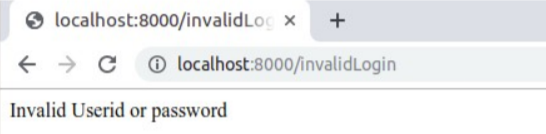 localhost:8000/invalidLog
localhost:8000/invalidLogin
Invalid Userid or password